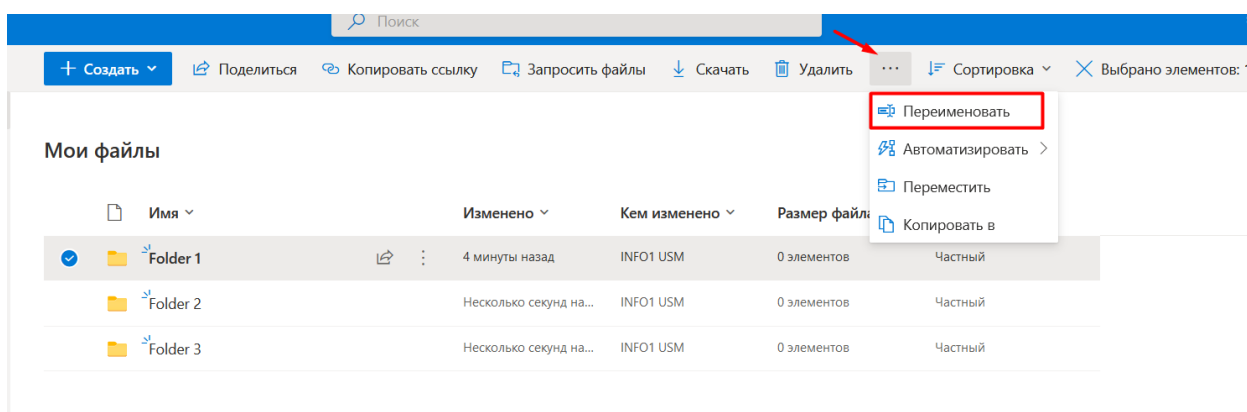 Поиск
Создать Поделиться Копировать ссылку Запросить файлы Скачать Удалить ... Сортировка Выбрано элементов: 1
Переименовать
Автоматизировать
Переместить
Копировать в
Мои файлы
Имя Изменено Кем изменено Размер файла
Folder 1 4 минуты назад INFO1 USM 0 элементов Частный
Folder 2 Несколько секунд на... INFO1 USM 0 элементов Частный
Folder 3 Несколько секунд на... INFO1 USM 0 элементов Частный